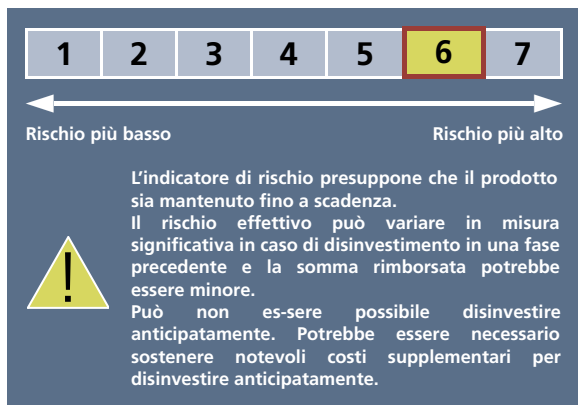 1 2 3 4 5 6 7
Rischio più basso Rischio più alto
L'indicatore di rischio presuppone che il prodotto
sia mantenuto fino a scadenza.
Il rischio effettivo può variare in misura
significativa in caso di disinvestimento in una fase
precedente e la somma rimborsata potrebbe
essere minore.
Può non es-sere possibile disinvestire
anticipatamente. Potrebbe essere necessario
sostenere notevoli costi supplementari per
disinvestire anticipatamente.
!